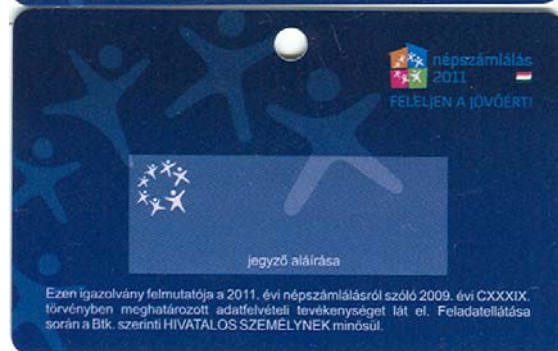 népszámlálás
2011
FELELJEN A JÖVŐÉRT!
jegyző aláírása
Ezen igazolvány felmutatója a 2011. évi népszámlálásról szóló 2009. évi CXXXIX.
törvényben meghatározott adatfelvételi tevékenységet lát el. Feladatellátása
során a Btk. szerinti HIVATALOS SZEMÉLYNEK minősül.